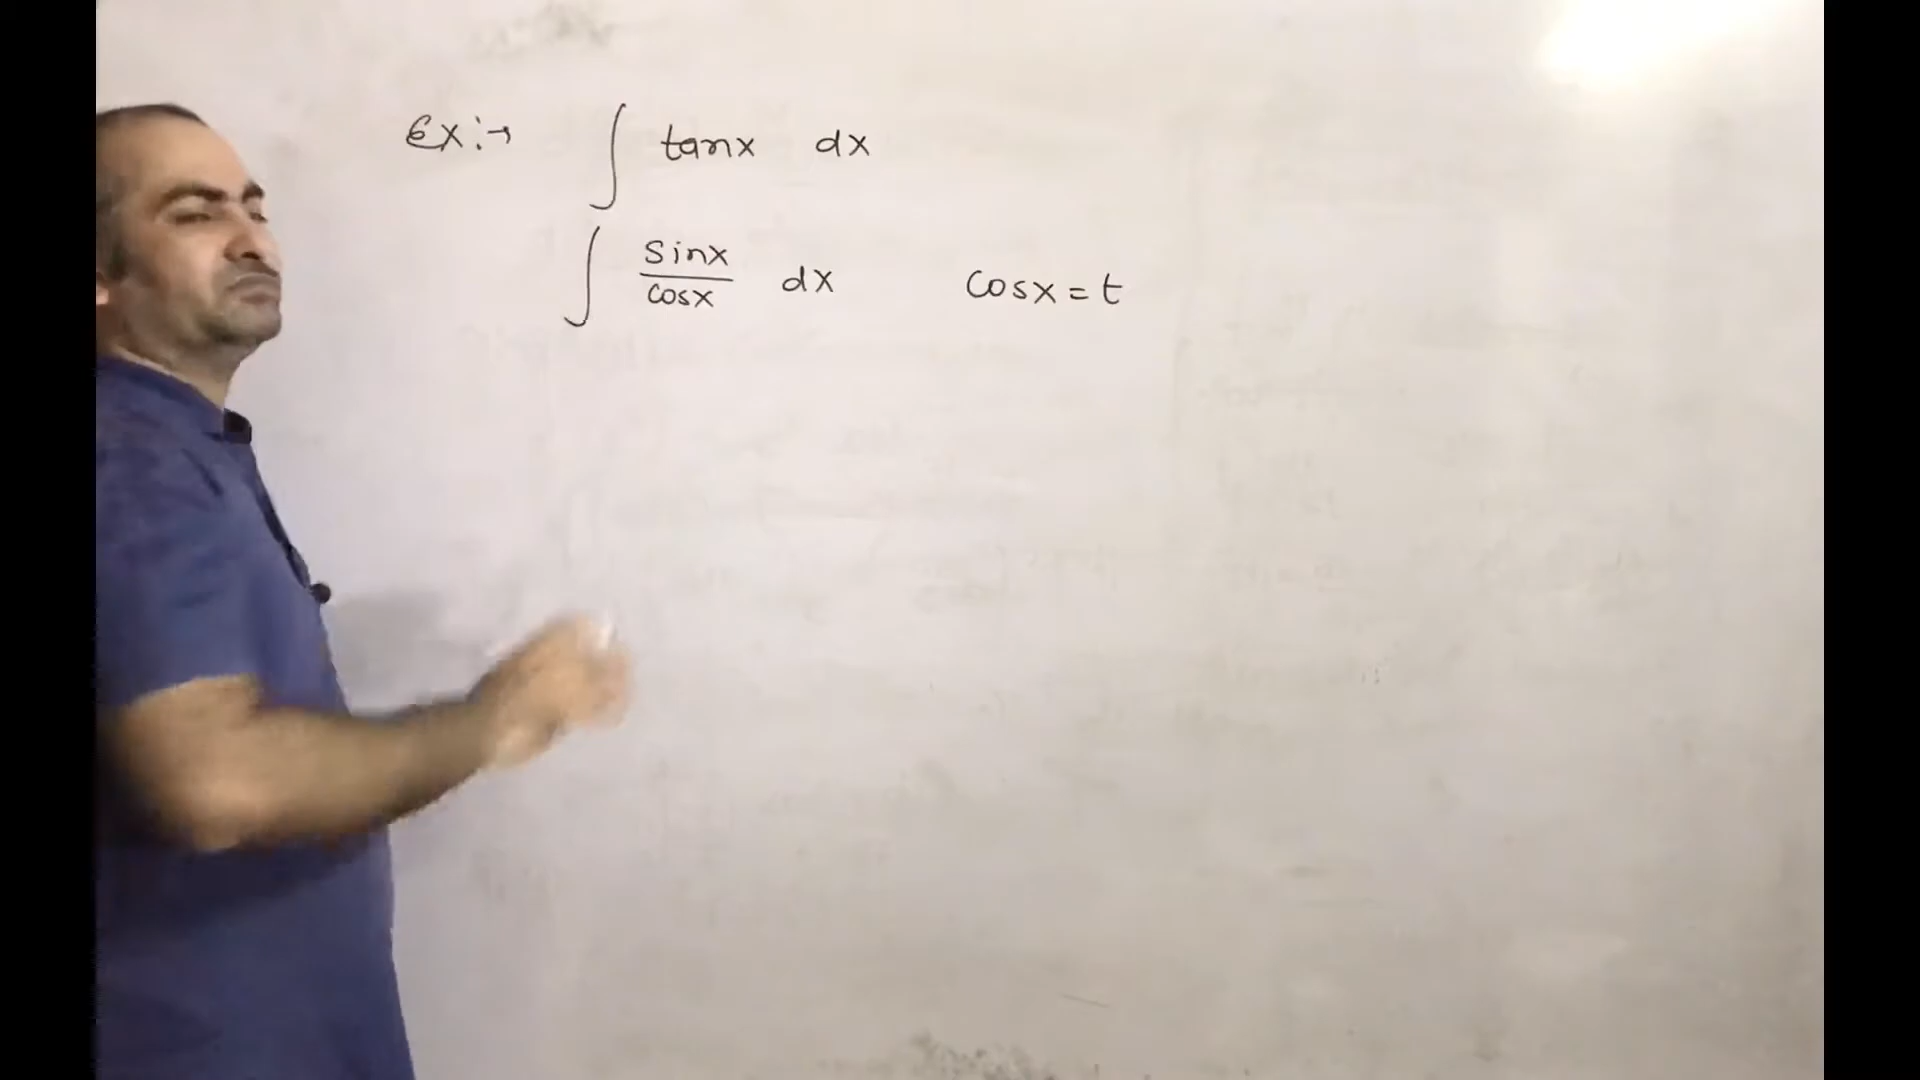 Ex:→ ∫ tanx dx
∫ sinx/cosx dx cosx = t